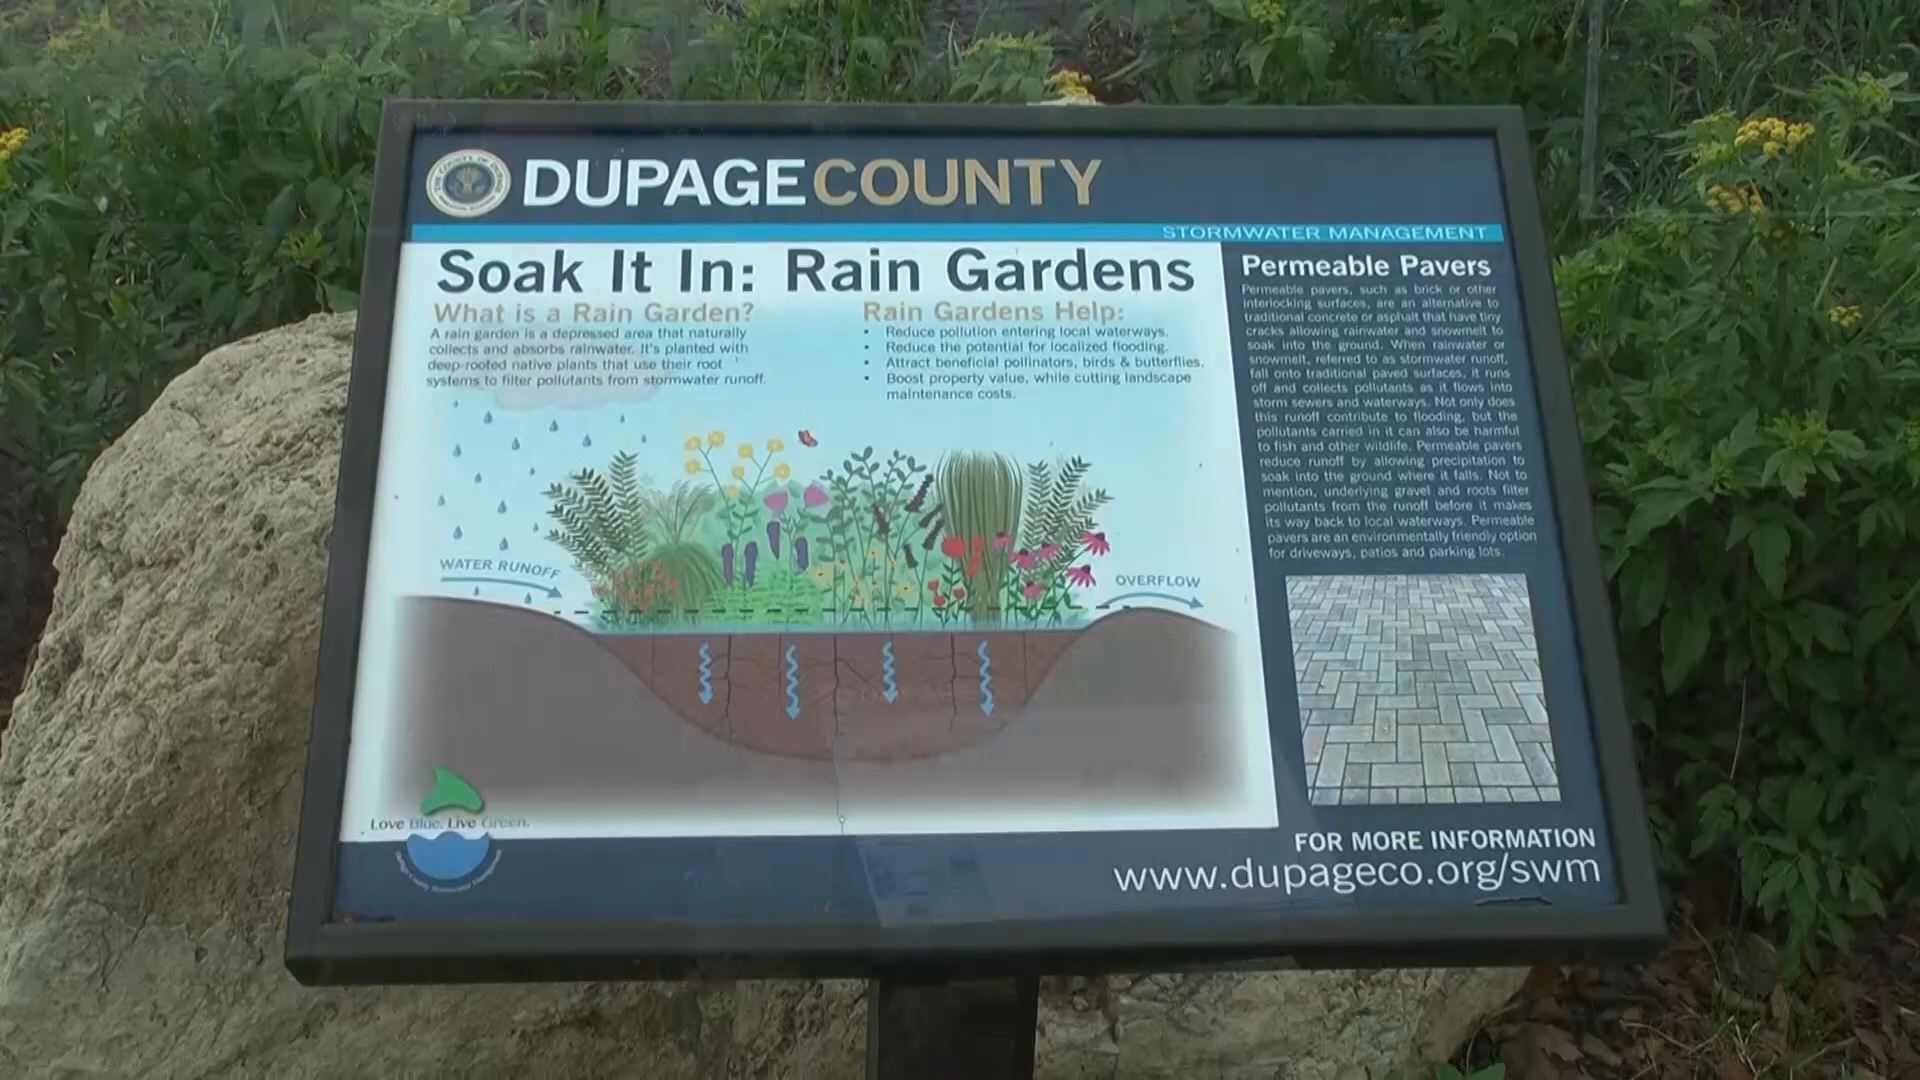 DUPAGE COUNTY
STORMWATER MANAGEMENT
Soak It In: Rain Gardens
What is a Rain Garden?
A rain garden is a depressed area that naturally
collects and absorbs rainwater. It's planted with
deep-rooted native plants that use their root
systems to filter pollutants from stormwater runoff.
Rain Gardens Help:
• Reduce pollution entering local waterways.
• Reduce the potential for localized flooding.
• Attract beneficial pollinators, birds & butterflies.
• Boost property value, while cutting landscape
maintenance costs.
WATER RUNOFF
OVERFLOW
Love Blue. Live Green.
DuPage County Stormwater Management
Permeable Pavers
Permeable pavers, such as brick or other
interlocking surfaces, are an alternative to
traditional concrete or asphalt that have tiny
cracks allowing rainwater and snowmelt to
soak into the ground. When rainwater or
snowmelt, referred to as stormwater runoff,
fall onto traditional paved surfaces, it runs
off and collects pollutants as it flows into
storm sewers and waterways. Not only does
this runoff contribute to flooding, but the
pollutants carried in it can also be harmful
to fish and other wildlife. Permeable pavers
reduce runoff by allowing precipitation to
soak into the ground where it falls. Not to
mention, underlying gravel and roots filter
pollutants from the runoff before it makes
its way back to local waterways. Permeable
pavers are an environmentally friendly option
for driveways, patios and parking lots.
FOR MORE INFORMATION
www.dupageco.org/swm